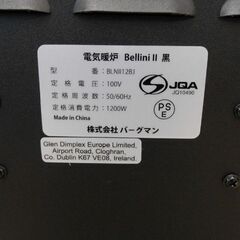 電気暖炉 Bellini II 黒
型番：BLNII12BJ
定格電圧：100V
定格周波数：50/60Hz
定格消費電力：1200W
Made in China
株式会社バーグマン
JQA
JQ10496
PS
E
Glen Dimplex Europe Limited,
Airport Road, Cloghran,
Co. Dublin K67 VE08, Ireland.